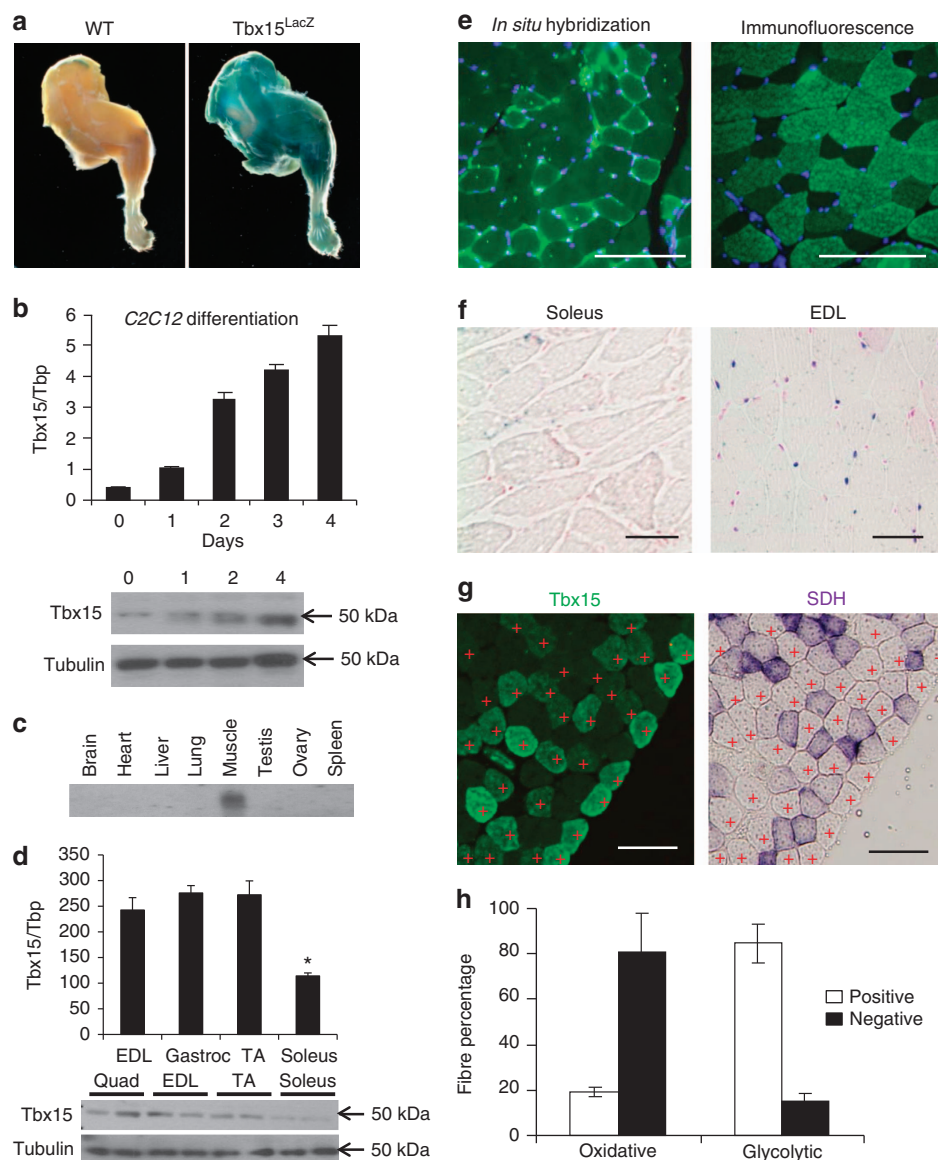 a
WT
Tbx15LacZ
b
C2C12 differentiation
Tbx15/Tbp
6
5
4
3
2
1
0
0 1 2 3 4
Days
0 1 2 4
Tbx15
50 kDa
Tubulin
50 kDa
c
Brain
Heart
Liver
Lung
Muscle
Testis
Ovary
Spleen
d
Tbx15/Tbp
350
300
250
200
150
100
50
0
*
EDL Gastroc TA Soleus
Quad EDL TA Soleus
Tbx15
50 kDa
Tubulin
50 kDa
e
In situ hybridization
Immunofluorescence
f
Soleus
EDL
g
Tbx15
SDH
h
Fibre percentage
100
80
60
40
20
0
Positive
Negative
Oxidative Glycolytic